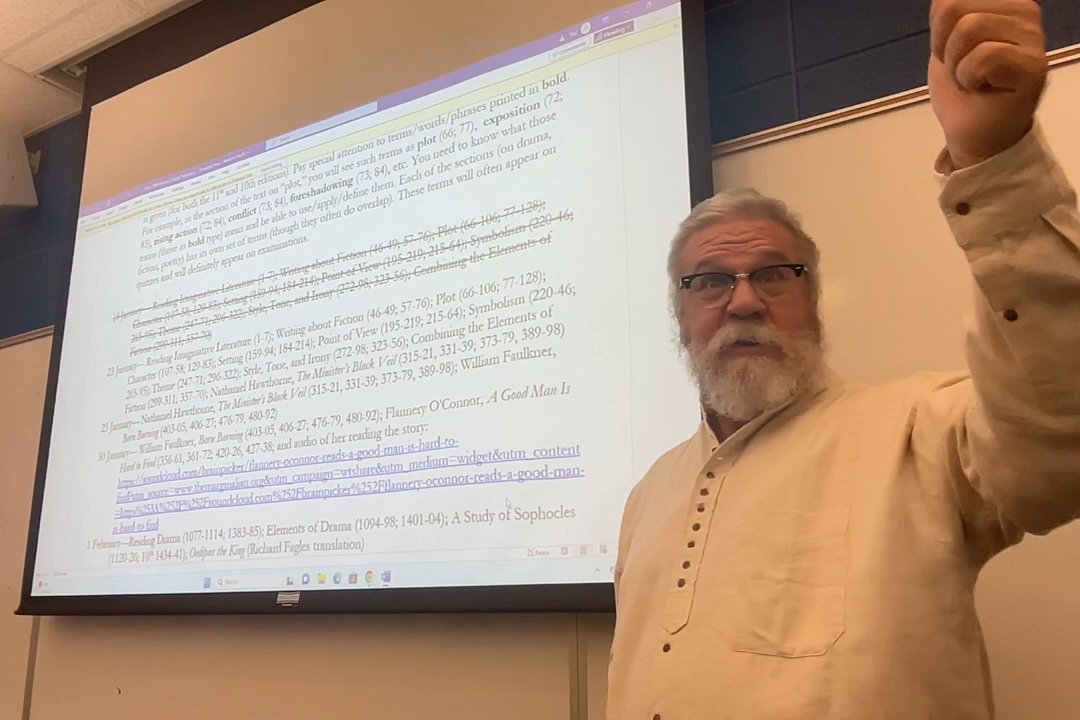 Comments
Viewing
is given (for both the 11th and 10th editions). Pay special attention to terms/words/phrases printed in bold.
For example, in the section of the text on "plot," you will see such terms as plot (66; 77), exposition (72;
83), rising action (72; 84), conflict (73; 84), foreshadowing (73; 84), etc. You need to know what those
terms (those in bold type) mean and be able to use/apply/define them. Each of the sections (on drama,
fiction, poetry) has its own set of terms (though they often do overlap). These terms will often appear on
quizzes and will definitely appear on examinations.
January—Reading Imaginative Literature (1-7); Writing about Fiction (46-49; 57-76); Plot (66-106; 77-128);
Character (107-58; 129-83); Setting (159-94; 184-214); Point of View (195-219; 215-64); Symbolism (220-46;
265-95); Theme (247-71; 296-322); Style, Tone, and Irony (272-98; 323-56); Combining the Elements of
Fiction (299-311, 357-70)
23 January—Reading Imaginative Literature (1-7); Writing about Fiction (46-49; 57-76); Plot (66-106; 77-128);
Character (107-58; 129-83); Setting (159-94; 184-214); Point of View (195-219; 215-64); Symbolism (220-46;
265-95); Theme (247-71; 296-322); Style, Tone, and Irony (272-98; 323-56); Combining the Elements of
Fiction (299-311, 357-70); Nathaniel Hawthorne, The Minister's Black Veil (315-21, 331-39; 373-79, 389-98)
25 January—Nathaniel Hawthorne, The Minister's Black Veil (315-21, 331-39; 373-79, 389-98); William Faulkner,
Barn Burning (403-05, 406-27; 476-79, 480-92)
30 January—William Faulkner, Barn Burning (403-05, 406-27; 476-79, 480-92); Flannery O'Connor, A Good Man Is
Hard to Find (356-61, 361-72; 420-26, 427-38; and audio of her reading the story:
https://soundcloud.com/brainpicker/flannery-oconnor-reads-a-good-man-is-hard-to-
find?utm_source=www.themarginalian.org&utm_campaign=wtshare&utm_medium=widget&utm_content
=https%253A%252F%252Fsoundcloud.com%252Fbrainpicker%252Fflannery-oconnor-reads-a-good-man-
is-hard-to-find
1 February—Reading Drama (1077-1114; 1383-85); Elements of Drama (1094-98; 1401-04); A Study of Sophocles
(1120-26; 10th 1434-41); Oedipus the King (Richard Fagles translation)
Focus
Search